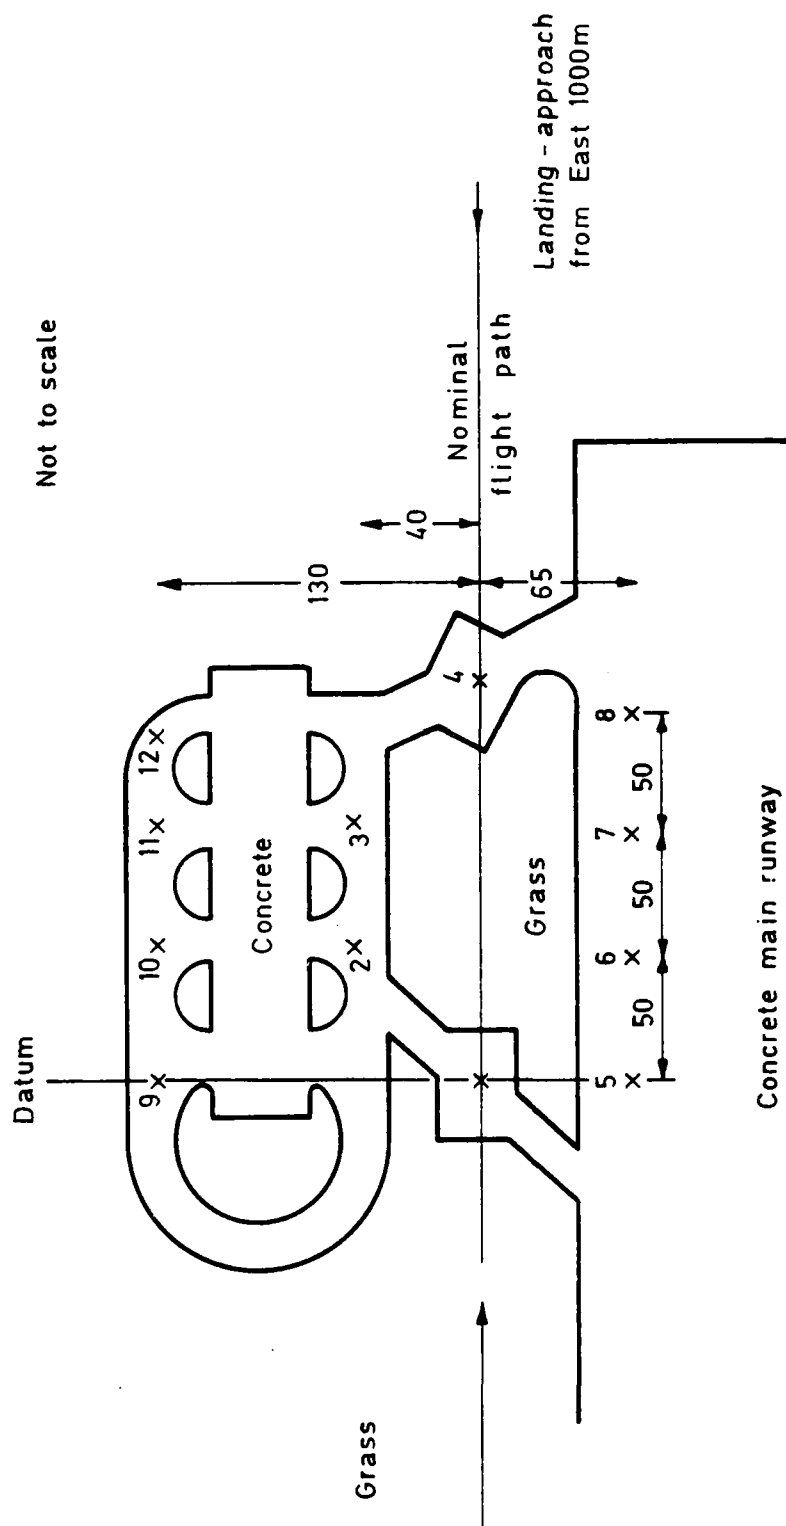 Not to scale
Datum
9
10
11
12
130
40
Concrete
2
3
Nominal
flight path
4
65
Landing - approach
from East 1000m
Grass
Grass
5
6
7
8
50
50
50
Concrete main runway